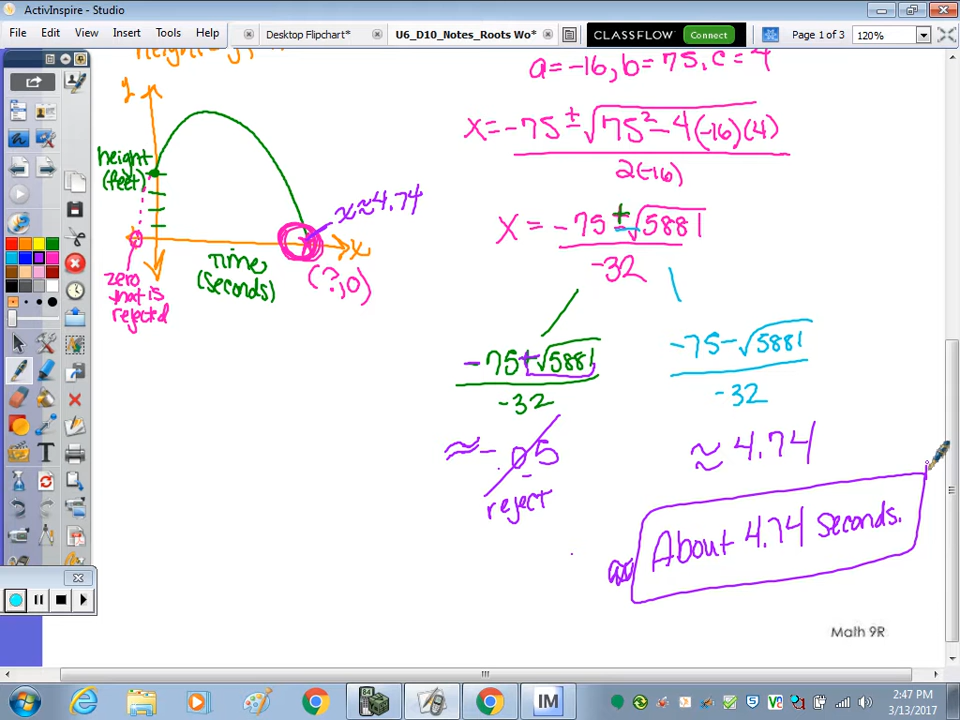 ActivInspire - Studio
File Edit View Insert Tools Help
Desktop Flipchart*
U6_D10_Notes_Roots Wo*
CLASSFLOW Connect
Page 1 of 3 120%
a=-16, b=75, c=4
x=-75±√75²-4(-16)(4)
2(-16)
x = -75±√5881
-32
y
height
(feet)
x≈4.74
x
Time
(Seconds)
(?,0)
zero
that is
rejected
-75+√5881
-32
≈-.05
reject
-75-√5881
-32
≈ 4.74
About 4.74 seconds.
Math 9R
2:47 PM
3/13/2017
IM